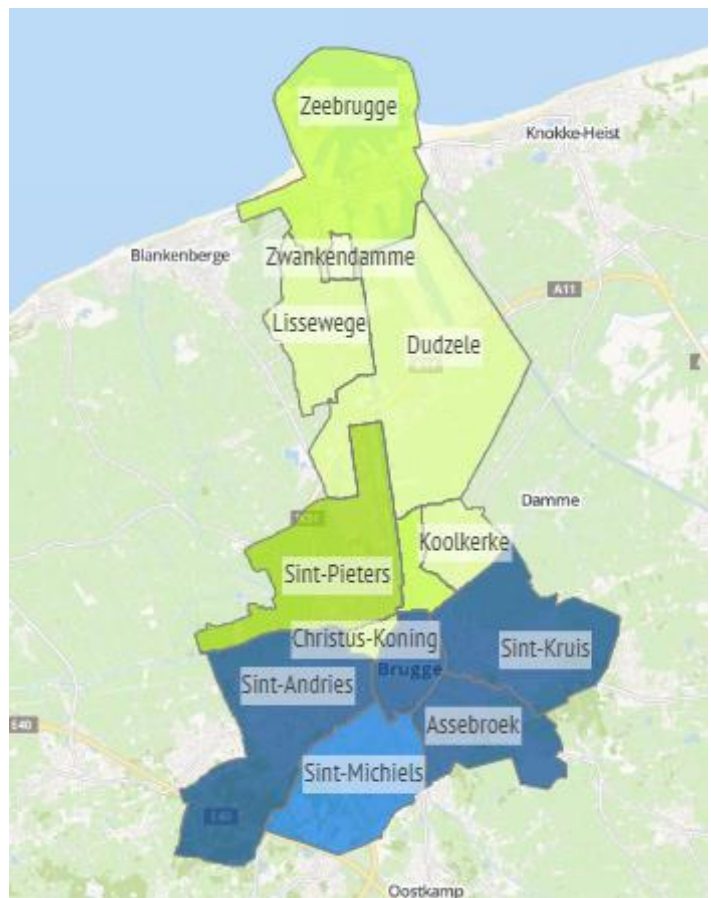 Zeebrugge
Knokke-Heist
Blankenberge
Zwankendamme
A11
Lissewege
Dudzele
Damme
Koolkerke
Sint-Pieters
Christus-Koning
Sint-Kruis
Brugge
Sint-Andries
E40
Assebroek
Sint-Michiels
E40
Oostkamp